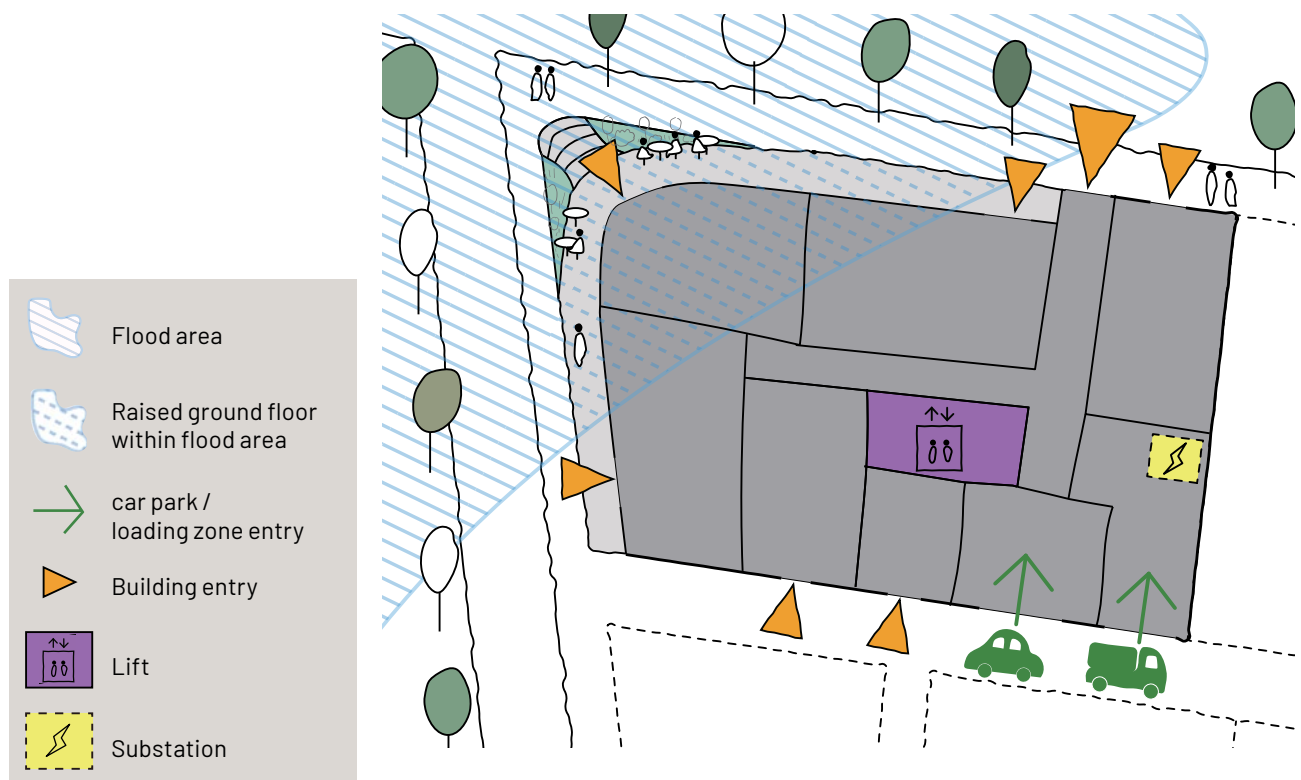 Flood area
Raised ground floor
within flood area
car park /
loading zone entry
Building entry
Lift
Substation